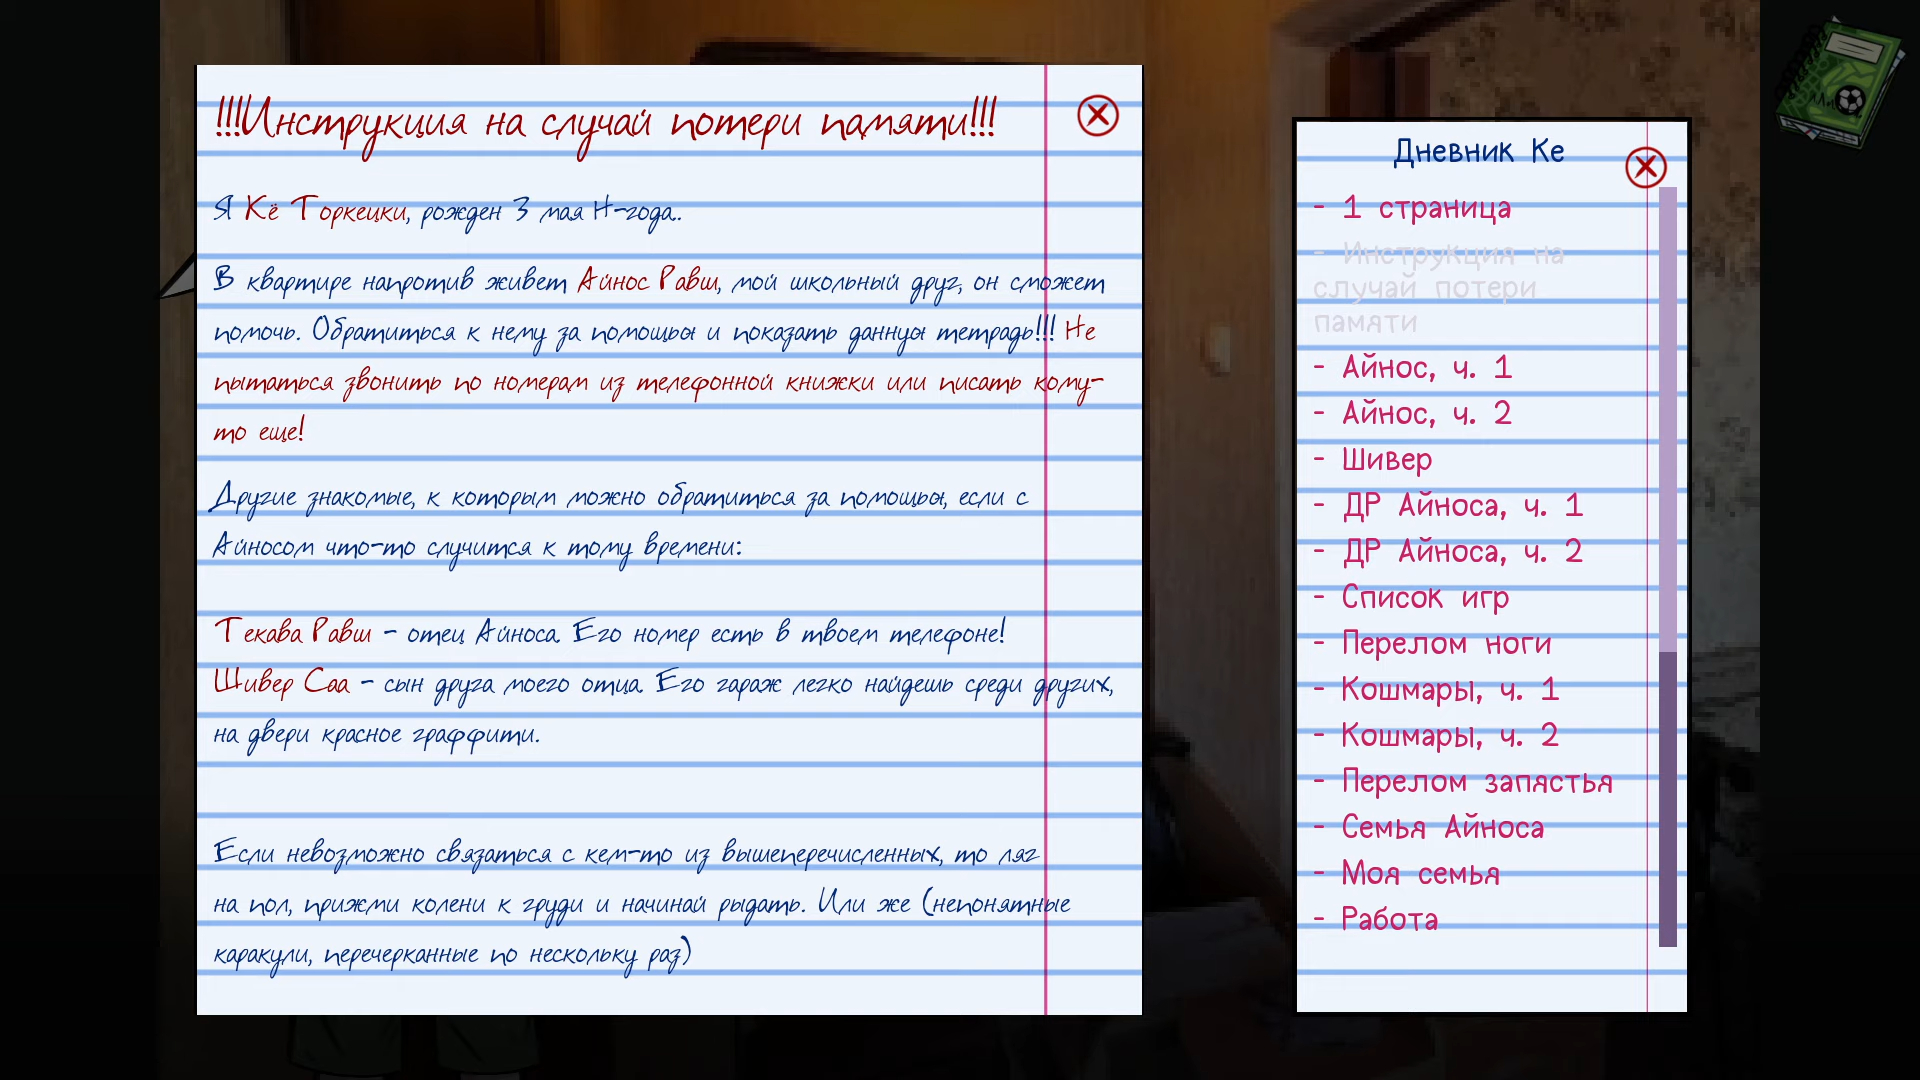 !!!Инструкция на случай потери памяти!!!
Я Кё Торкецки, рожден 3 мая Н-года.
В квартире напротив живет Айнос Равш, мой школьный друг, он сможет
помочь. Обратиться к нему за помощью и показать данную тетрадь!!! Не
пытаться звонить по номерам из телефонной книжки или писать кому-
то еще!
Другие знакомые, к которым можно обратиться за помощью, если с
Айносом что-то случится к тому времени:
Текава Равш - отец Айноса. Его номер есть в твоем телефоне!
Шивер Саа - сын друга моего отца. Его гараж легко найдешь среди других,
на двери красное граффити.
Если невозможно связаться с кем-то из вышеперечисленных, то ляг
на пол, прижми колени к груди и начинай рыдать. Или же (непонятные
каракули, перечерканные по нескольку раз)
Дневник Ке
- 1 страница
- Инструкция на
случай потери
памяти
- Айнос, ч. 1
- Айнос, ч. 2
- Шивер
- ДР Айноса, ч. 1
- ДР Айноса, ч. 2
- Список игр
- Перелом ноги
- Кошмары, ч. 1
- Кошмары, ч. 2
- Перелом запястья
- Семья Айноса
- Моя семья
- Работа